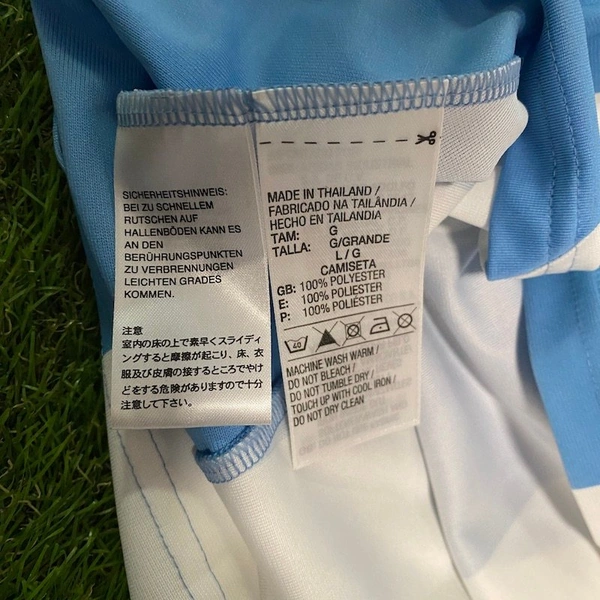 SICHERHEITSHINWEIS:
BEI ZU SCHNELLEM
RUTSCHEN AUF
HALLENBÖDEN KANN ES
AN DEN
BERÜHRUNGSPUNKTEN
ZU VERBRENNUNGEN
LEICHTEN GRADES
KOMMEN.
注意
室内の床の上で素早くスライディ
ングすると摩擦が起こり、床、衣
服及び皮膚の接するところでやけ
どをする危険がありますので十分
注意して下さい。
MADE IN THAILAND /
FABRICADO NA TAILÂNDIA /
HECHO EN TAILANDIA
TAM: G
TALLA: G/GRANDE
L / G
CAMISETA
GB: 100% POLYESTER
E: 100% POLIESTER
P: 100% POLIÉSTER
40
MACHINE WASH WARM /
DO NOT BLEACH /
DO NOT TUMBLE DRY /
TOUCH UP WITH COOL IRON /
DO NOT DRY CLEAN